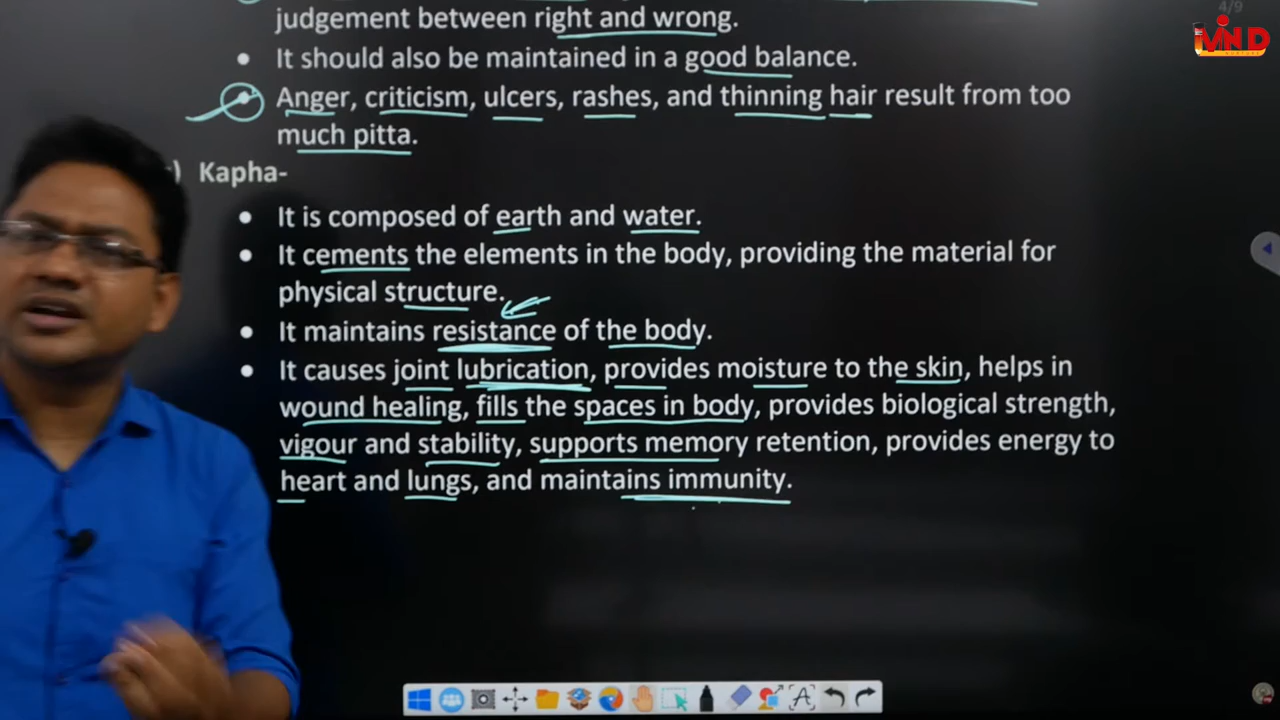 4/9
judgement between right and wrong.
• It should also be maintained in a good balance.
• Anger, criticism, ulcers, rashes, and thinning hair result from too
much pitta.
) Kapha-
• It is composed of earth and water.
• It cements the elements in the body, providing the material for
physical structure.
• It maintains resistance of the body.
• It causes joint lubrication, provides moisture to the skin, helps in
wound healing, fills the spaces in body, provides biological strength,
vigour and stability, supports memory retention, provides energy to
heart and lungs, and maintains immunity.